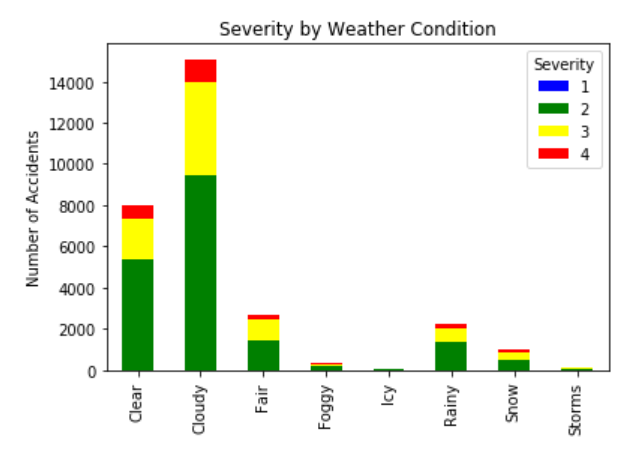 Severity by Weather Condition
Severity
1
2
3
4
Number of Accidents
14000
12000
10000
8000
6000
4000
2000
0
Clear
Cloudy
Fair
Foggy
Icy
Rainy
Snow
Storms